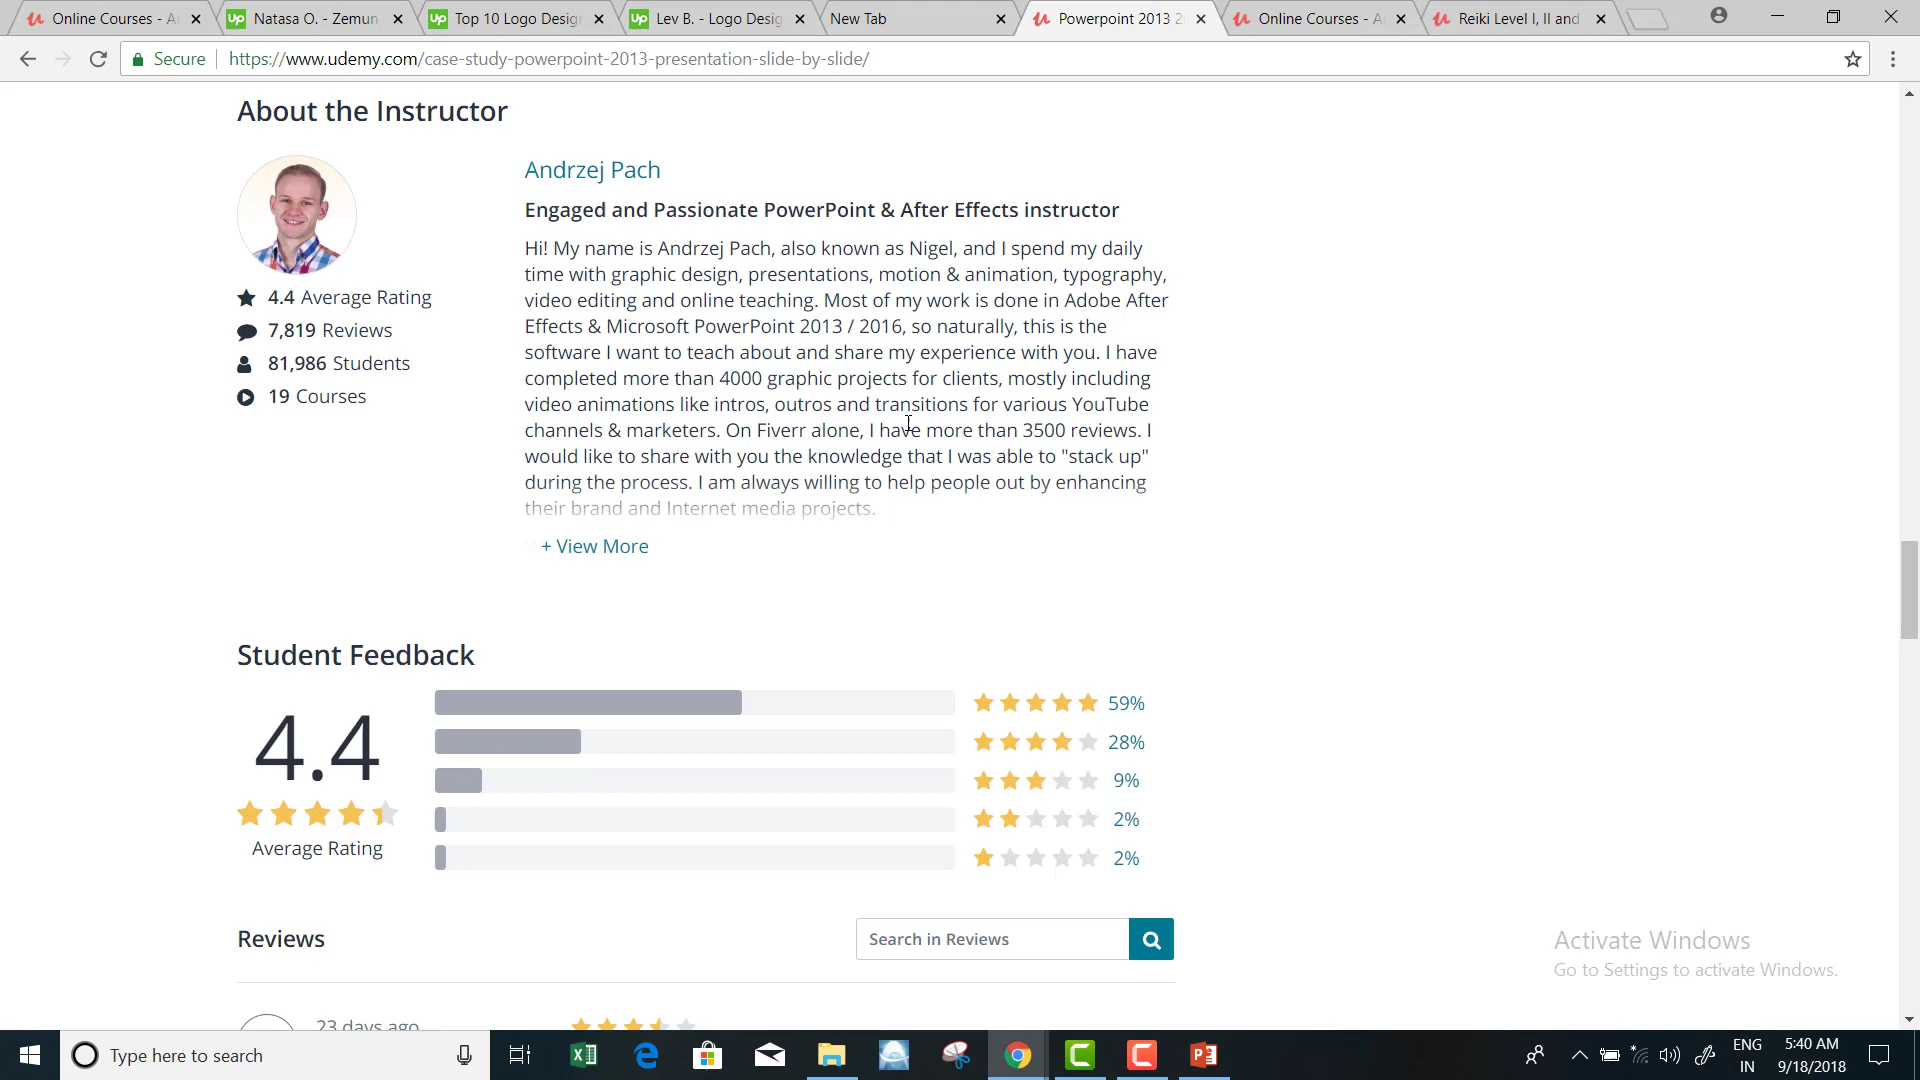 Online Courses - A
Natasa O. - Zemun
Top 10 Logo Desig
Lev B. - Logo Desig
New Tab
Powerpoint 2013 2
Online Courses - A
Reiki Level I, II and
Secure
https://www.udemy.com/case-study-powerpoint-2013-presentation-slide-by-slide/
About the Instructor
Andrzej Pach
Engaged and Passionate PowerPoint & After Effects instructor
Hi! My name is Andrzej Pach, also known as Nigel, and I spend my daily
time with graphic design, presentations, motion & animation, typography,
video editing and online teaching. Most of my work is done in Adobe After
Effects & Microsoft PowerPoint 2013 / 2016, so naturally, this is the
software I want to teach about and share my experience with you. I have
completed more than 4000 graphic projects for clients, mostly including
video animations like intros, outros and transitions for various YouTube
channels & marketers. On Fiverr alone, I have more than 3500 reviews. I
would like to share with you the knowledge that I was able to "stack up"
during the process. I am always willing to help people out by enhancing
their brand and Internet media projects.
+ View More
4.4 Average Rating
7,819 Reviews
81,986 Students
19 Courses
Student Feedback
4.4
Average Rating
59%
28%
9%
2%
2%
Reviews
Search in Reviews
23 days ago
Activate Windows
Go to Settings to activate Windows.
Type here to search
ENG
IN
5:40 AM
9/18/2018